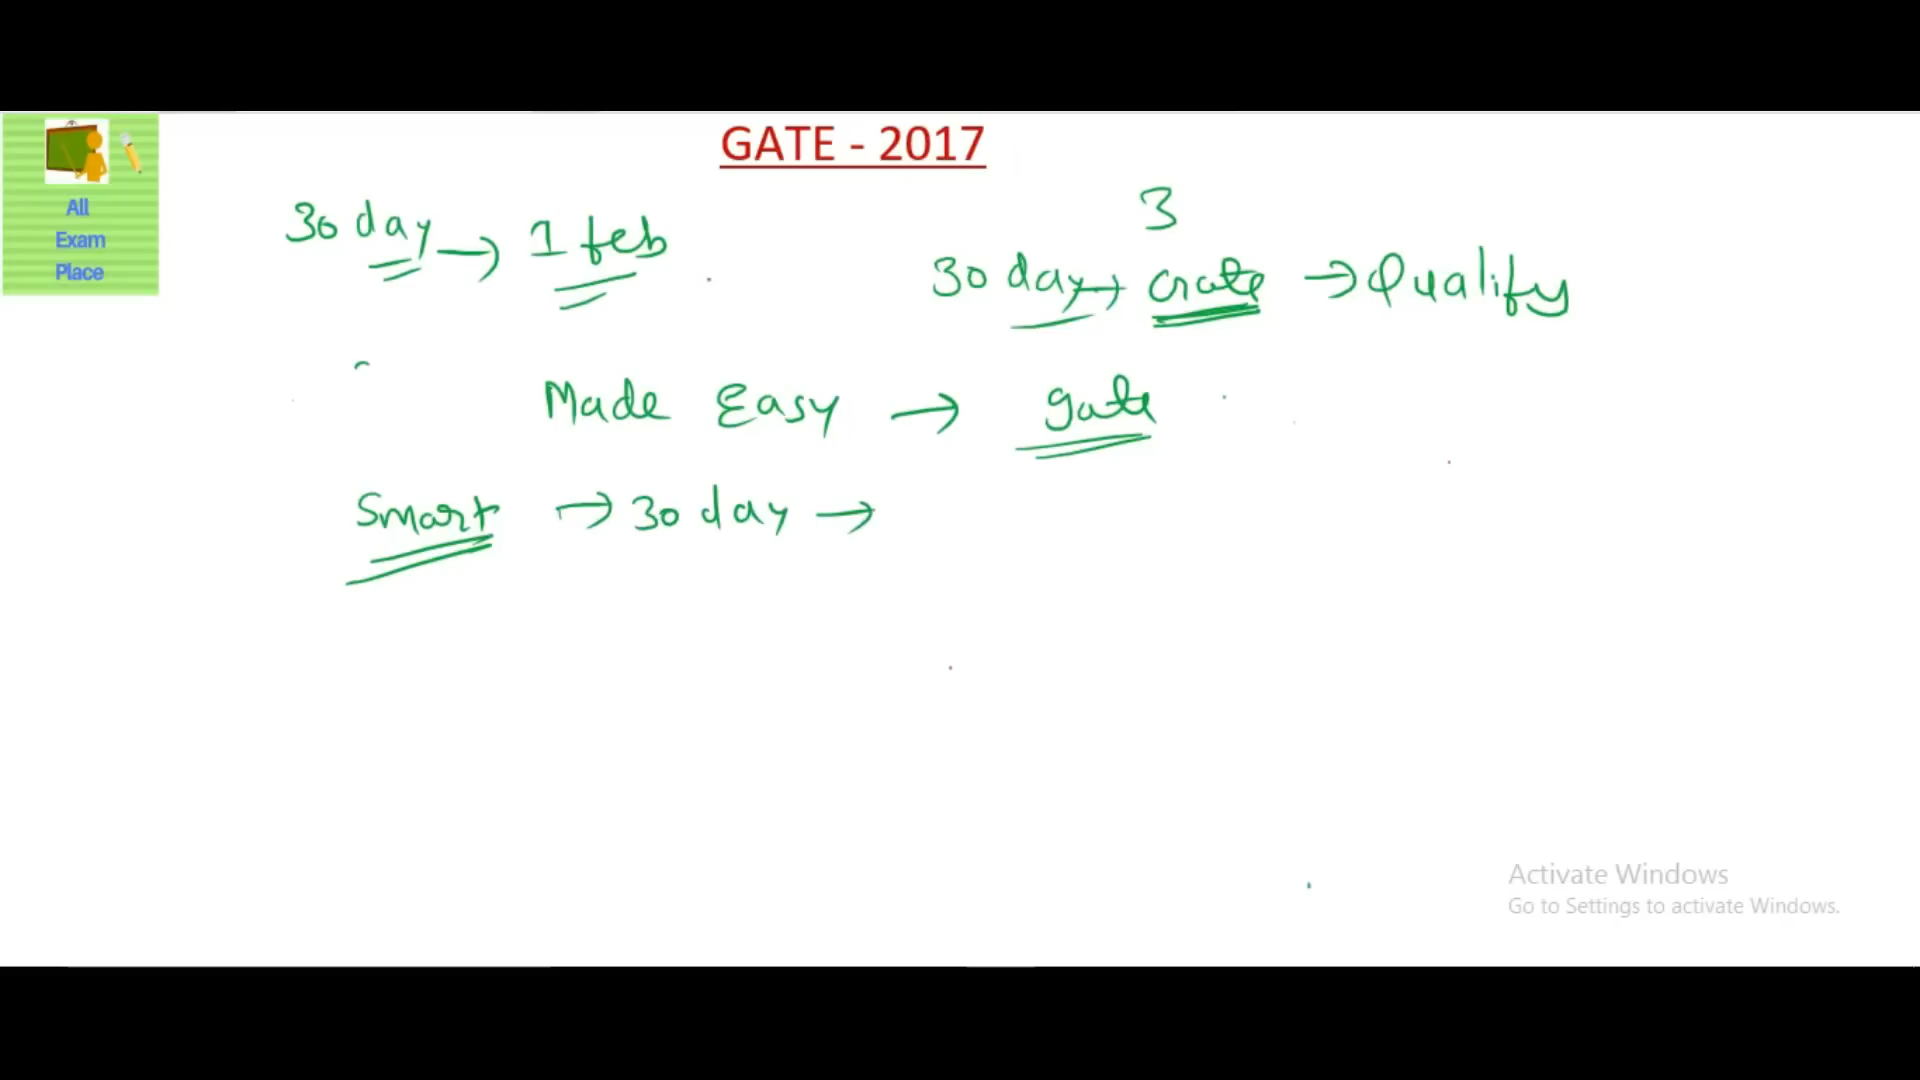 GATE - 2017
All
Exam
Place
30 day → 1 feb
3
30 day → Gate → Qualify
Made Easy → gate
Smart → 30 day →
Activate Windows
Go to Settings to activate Windows.